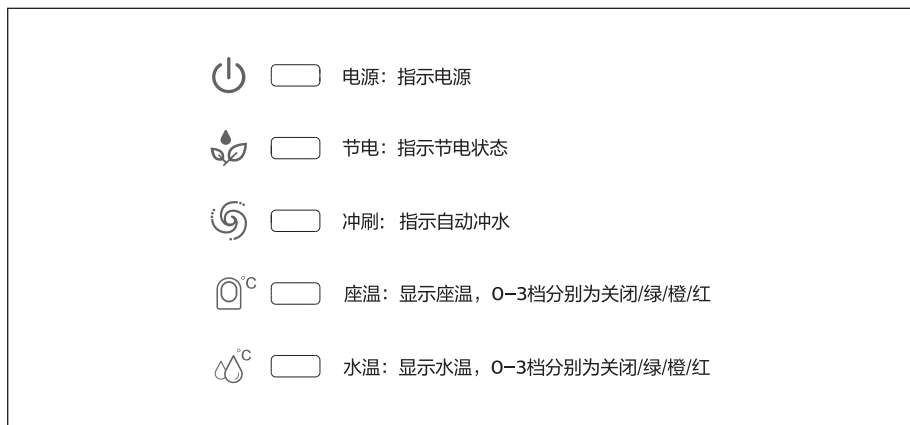 电源：指示电源
节电：指示节电状态
冲刷：指示自动冲水
°C 座温：显示座温，0-3档分别为关闭/绿/橙/红
°C 水温：显示水温，0-3档分别为关闭/绿/橙/红